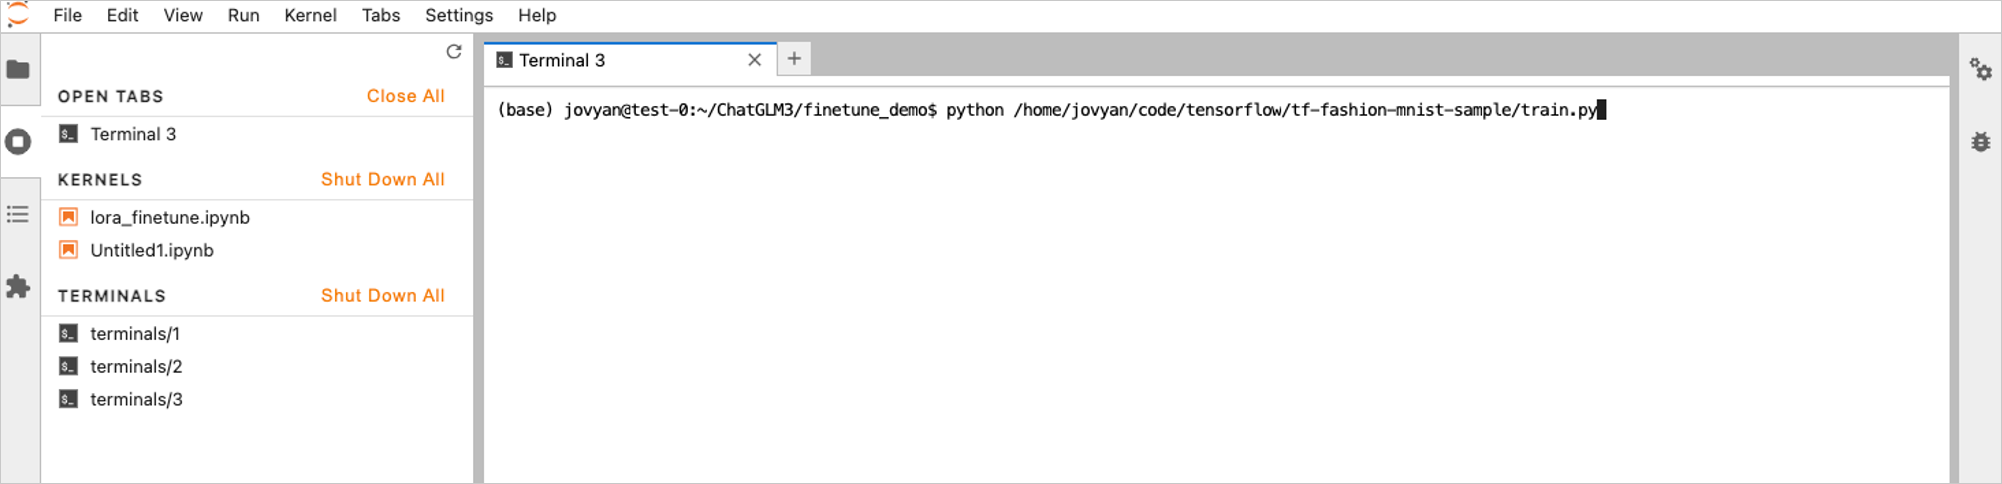 File Edit View Run Kernel Tabs Settings Help
OPEN TABS Close All
Terminal 3
KERNELS Shut Down All
lora_finetune.ipynb
Untitled1.ipynb
TERMINALS Shut Down All
terminals/1
terminals/2
terminals/3
Terminal 3
(base) jovyan@test-0:~/ChatGLM3/finetune_demo$ python /home/jovyan/code/tensorflow/tf-fashion-mnist-sample/train.py